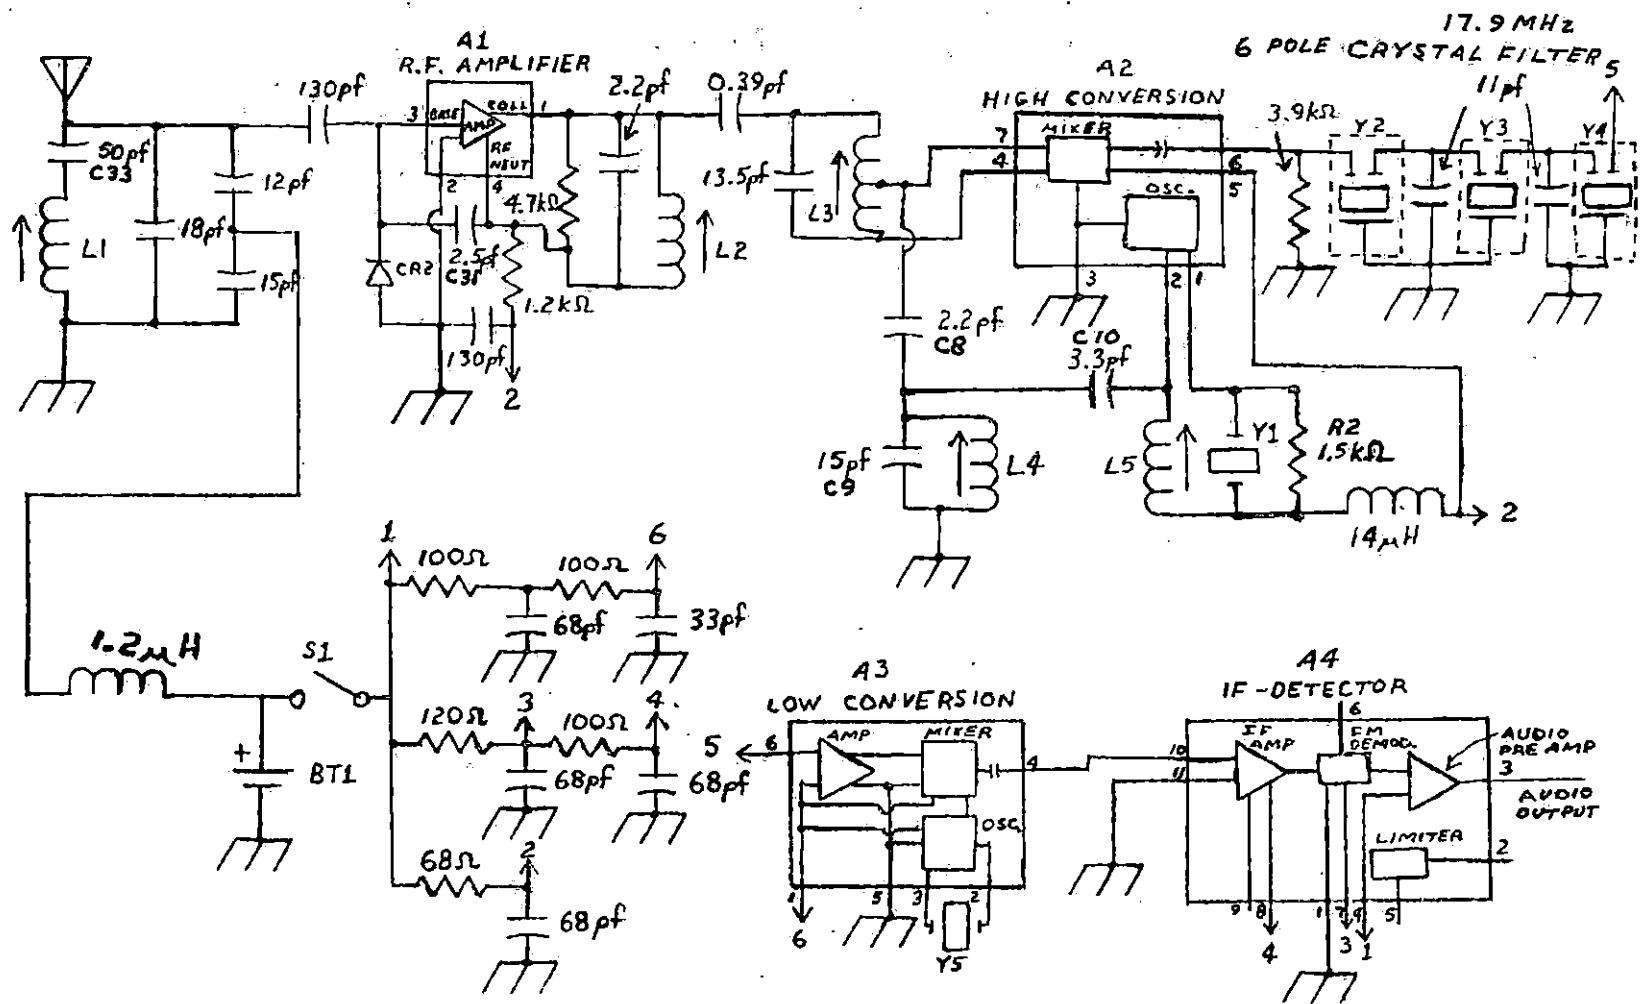 17.9 MHz
6 POLE CRYSTAL FILTER
5
A1
R.F. AMPLIFIER
A2
HIGH CONVERSION
11pf
130pf
3
BASE
COLL
1
AMP
RF
NEUT
2
4
2.2pf
0.39pf
7
4
MIXER
6
5
OSC.
3.9kΩ
Y2
Y3
Y4
50pf
C33
12pf
4.7kΩ
13.5pf
L3
L1
18pf
15pf
CR2
2.5pf
C31
L2
1.2kΩ
3
2
1
130pf
2
2.2pf
C8
C10
3.3pf
15pf
C9
L4
L5
Y1
R2
1.5kΩ
2
14μH
1
100Ω
100Ω
6
68pf
33pf
1.2μH
S1
3
4.
120Ω
100Ω
+
BT1
68pf
68pf
68Ω
2
68pf
A3
LOW CONVERSION
5
6
AMP
MIXER
4
OSC
1
5
3
2
6
Y5
A4
IF-DETECTOR
6
10
11
IF
AMP
FM
DEMOD.
AUDIO
PRE AMP
3
AUDIO
OUTPUT
LIMITER
2
9
8
1
7
4
5
4
3
1